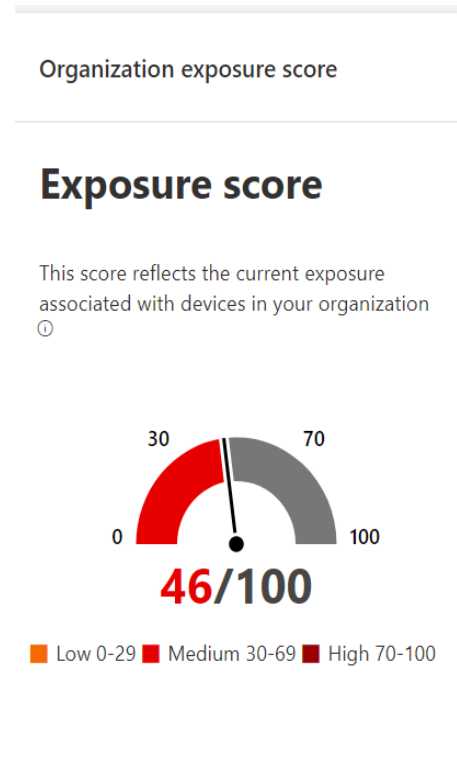 Organization exposure score
Exposure score
This score reflects the current exposure
associated with devices in your organization
30 70
0 100
46/100
Low 0-29 Medium 30-69 High 70-100